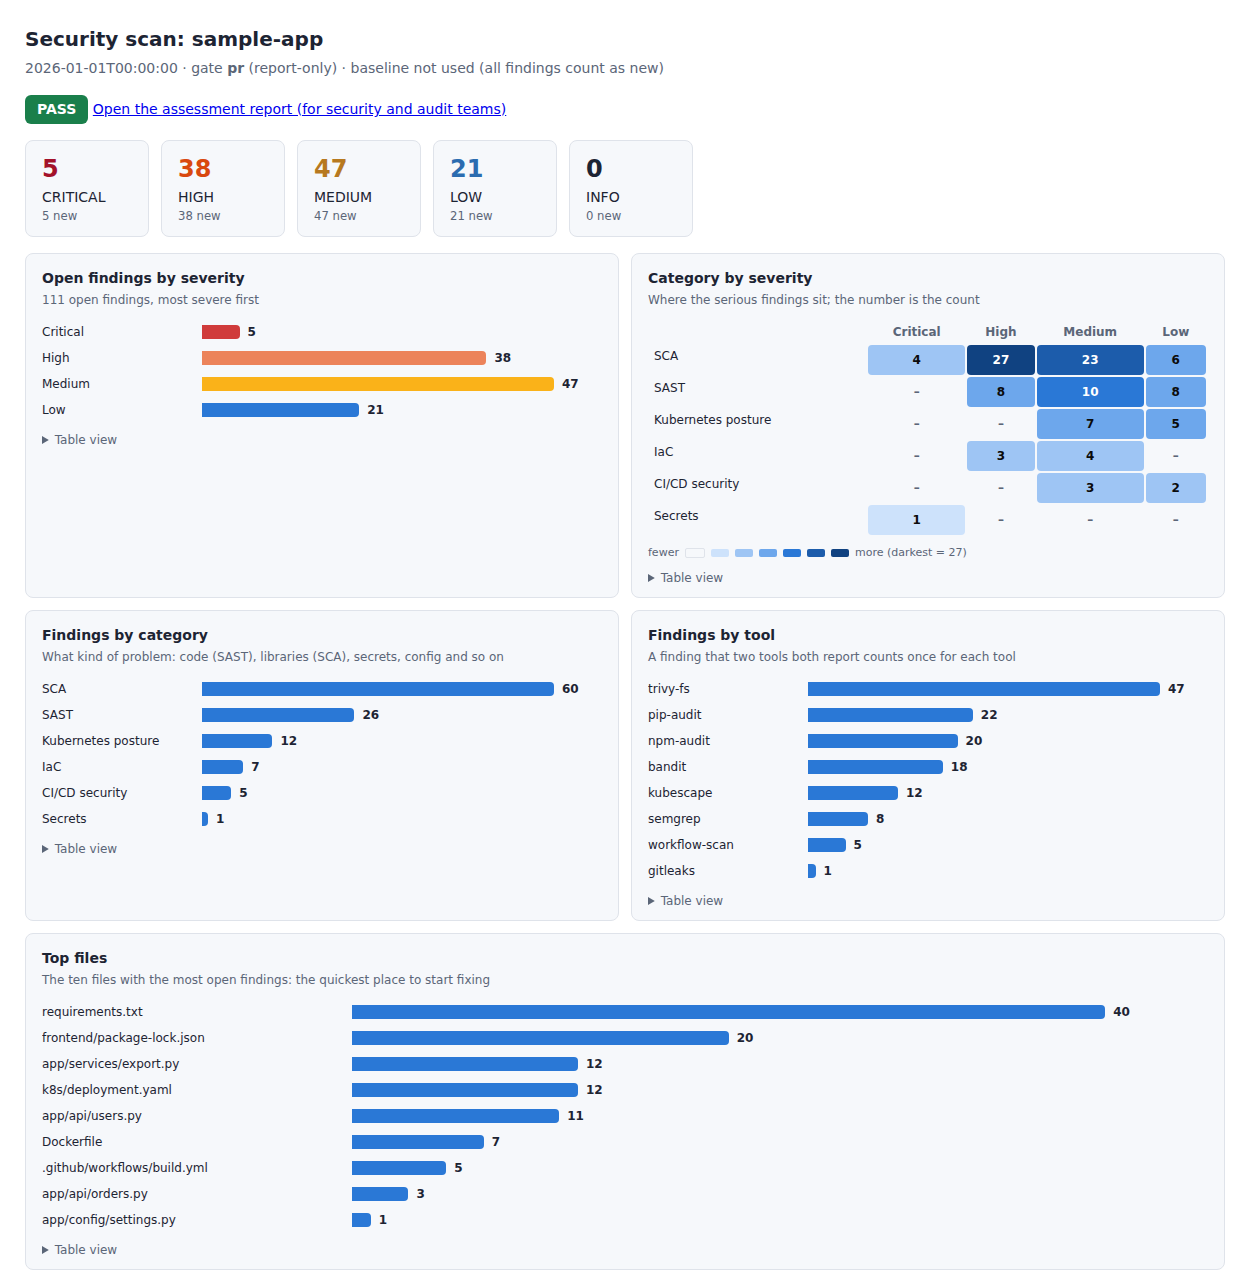 Security scan: sample-app
2026-01-01T00:00:00 · gate pr (report-only) · baseline not used (all findings count as new)
PASS Open the assessment report (for security and audit teams)
5
CRITICAL
5 new
38
HIGH
38 new
47
MEDIUM
47 new
21
LOW
21 new
0
INFO
0 new
Open findings by severity
111 open findings, most severe first
Critical 5
High 38
Medium 47
Low 21
Table view
Category by severity
Where the serious findings sit; the number is the count
Critical High Medium Low
SCA 4 27 23 6
SAST – 8 10 8
Kubernetes posture – – 7 5
IaC – 3 4 –
CI/CD security – – 3 2
Secrets 1 – – –
fewer more (darkest = 27)
Table view
Findings by category
What kind of problem: code (SAST), libraries (SCA), secrets, config and so on
SCA 60
SAST 26
Kubernetes posture 12
IaC 7
CI/CD security 5
Secrets 1
Table view
Findings by tool
A finding that two tools both report counts once for each tool
trivy-fs 47
pip-audit 22
npm-audit 20
bandit 18
kubescape 12
semgrep 8
workflow-scan 5
gitleaks 1
Table view
Top files
The ten files with the most open findings: the quickest place to start fixing
requirements.txt 40
frontend/package-lock.json 20
app/services/export.py 12
k8s/deployment.yaml 12
app/api/users.py 11
Dockerfile 7
.github/workflows/build.yml 5
app/api/orders.py 3
app/config/settings.py 1
Table view